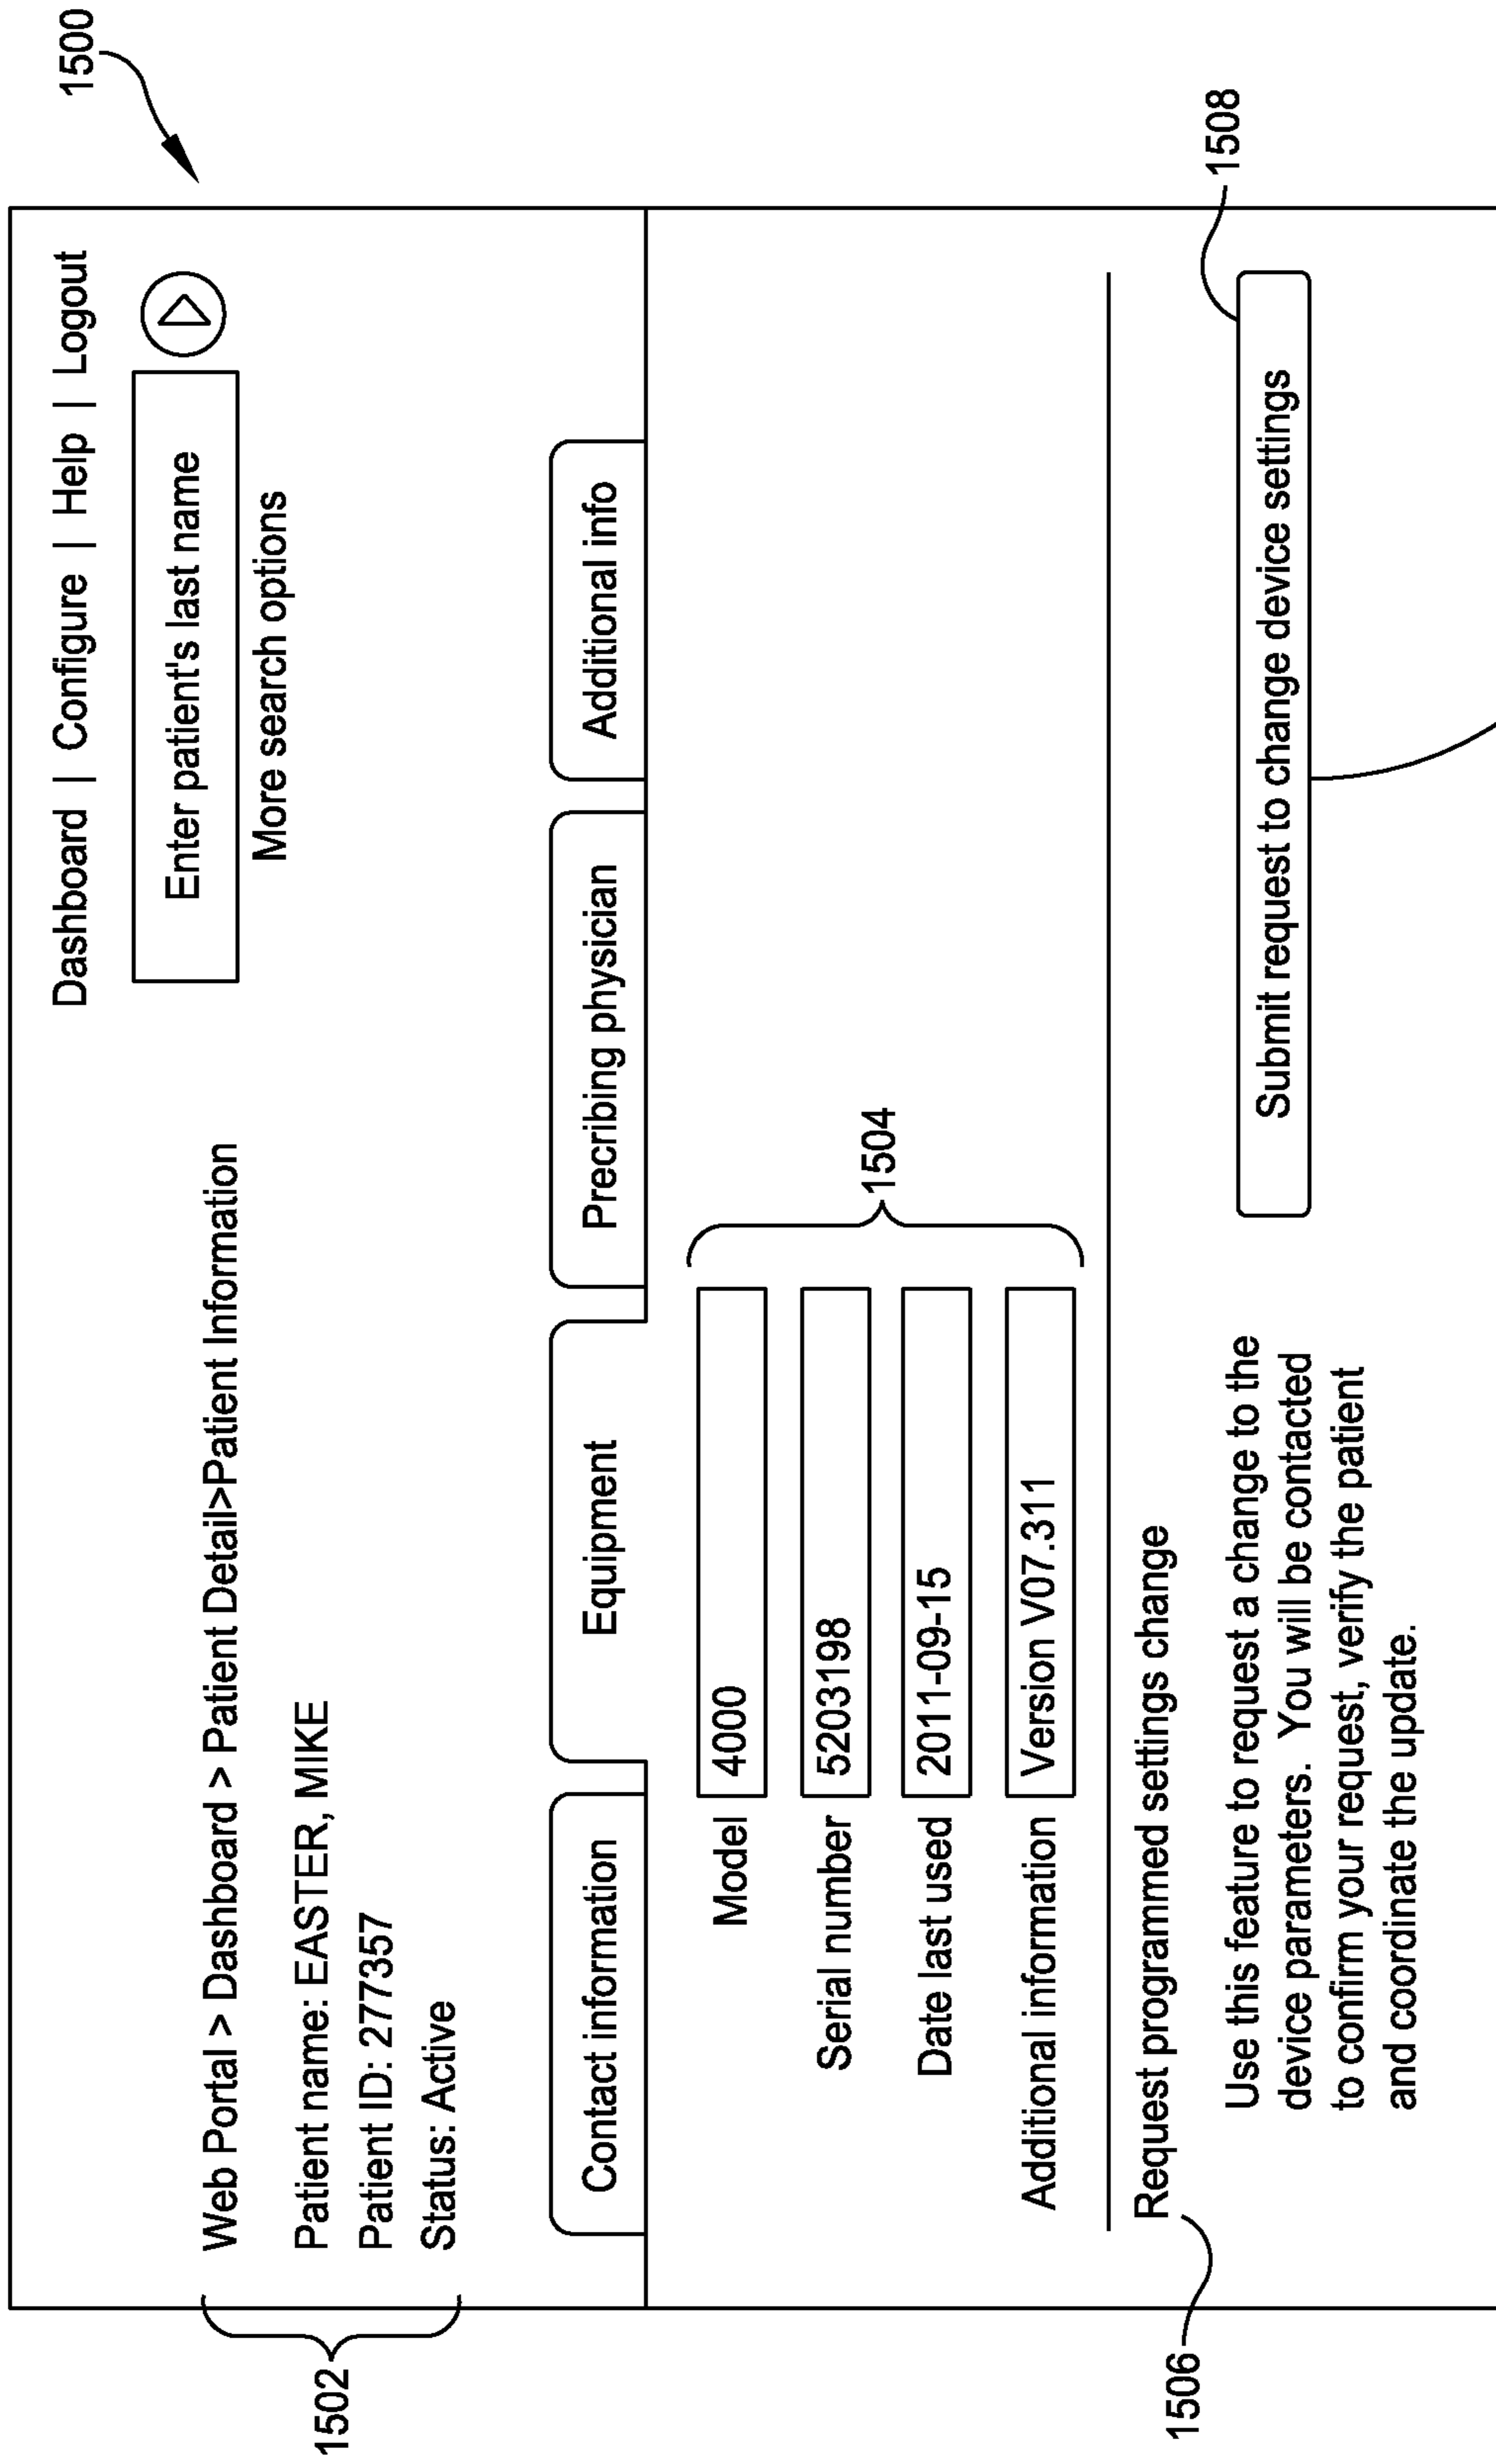 1500
Dashboard | Configure | Help | Logout
Enter patient's last name
More search options
Web Portal > Dashboard > Patient Detail>Patient Information
1502
Patient name: EASTER, MIKE
Patient ID: 277357
Status: Active
Contact information
Equipment
Precribing physician
Additional info
Model 4000
Serial number 5203198
Date last used 2011-09-15
Additional information Version V07.311
1504
1506
Request programmed settings change
Use this feature to request a change to the
device parameters. You will be contacted
to confirm your request, verify the patient
and coordinate the update.
Submit request to change device settings
1508